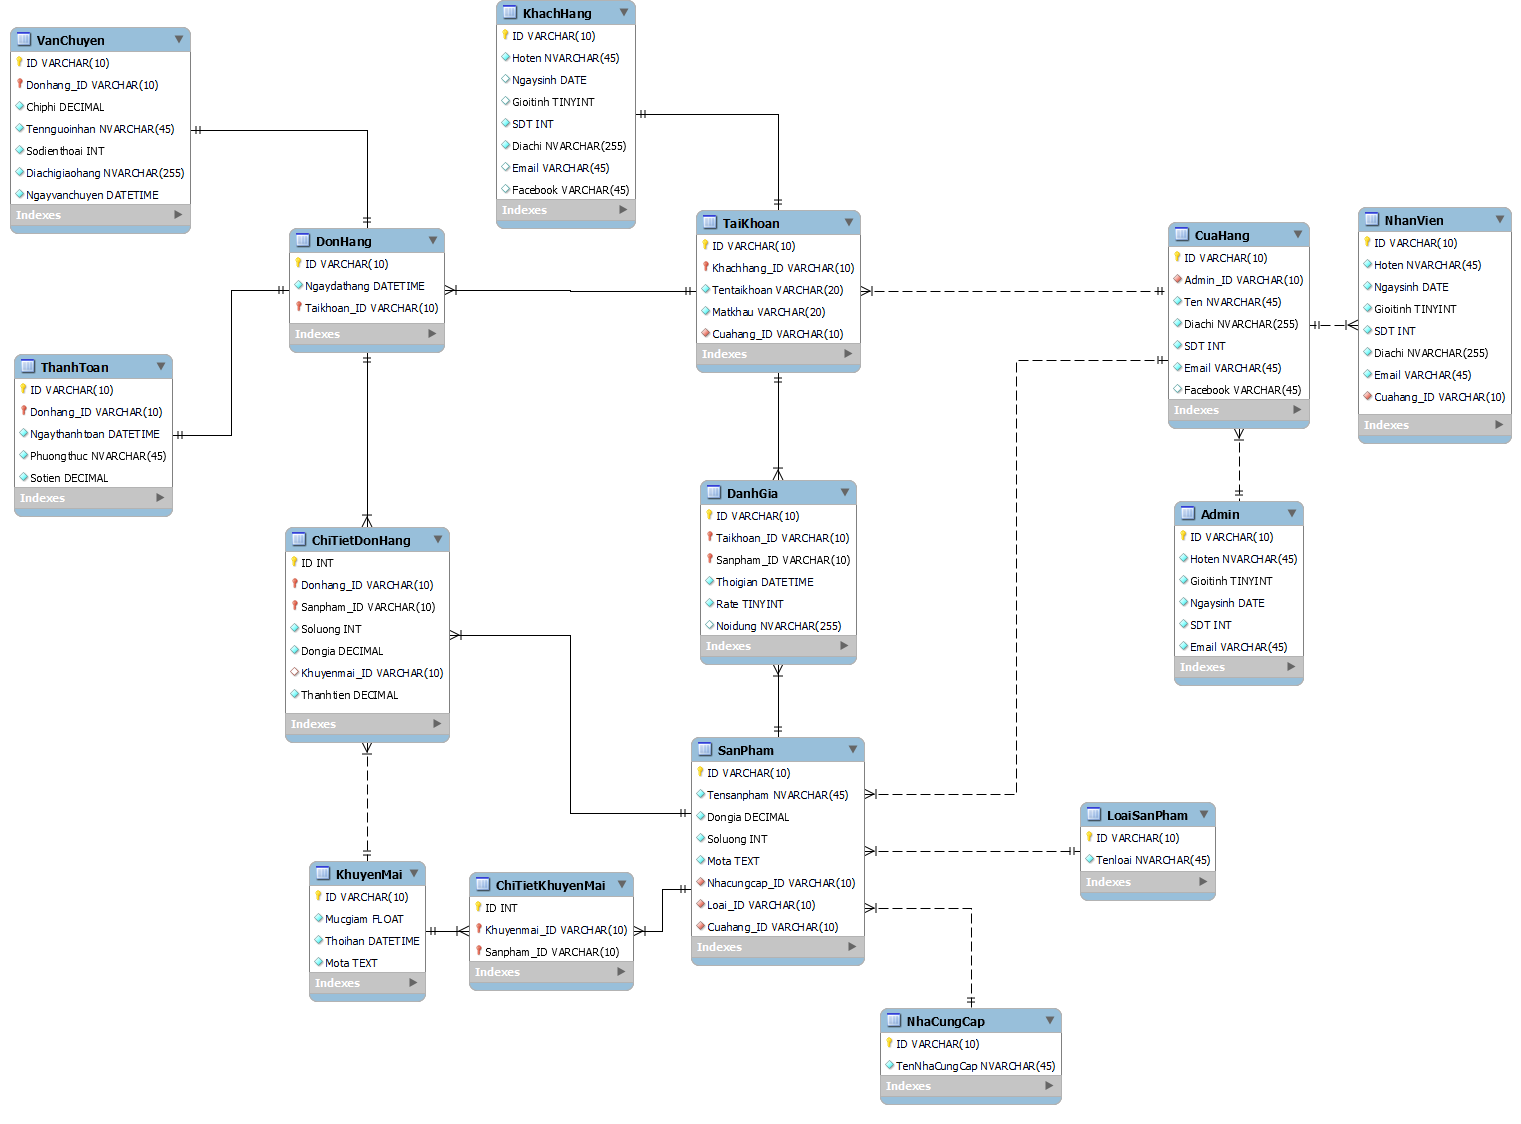 VanChuyen
ID VARCHAR(10)
Donhang_ID VARCHAR(10)
Chiphi DECIMAL
Tennguoinhan NVARCHAR(45)
Sodienthoai INT
Diachigiaohang NVARCHAR(255)
Ngayvanchuyen DATETIME
Indexes
KhachHang
ID VARCHAR(10)
Hoten NVARCHAR(45)
Ngaysinh DATE
Gioitinh TINYINT
SDT INT
Diachi NVARCHAR(255)
Email VARCHAR(45)
Facebook VARCHAR(45)
Indexes
DonHang
ID VARCHAR(10)
Ngaydathang DATETIME
Taikhoan_ID VARCHAR(10)
Indexes
TaiKhoan
ID VARCHAR(10)
Khachhang_ID VARCHAR(10)
Tentaikhoan VARCHAR(20)
Matkhau VARCHAR(20)
Cuahang_ID VARCHAR(10)
Indexes
CuaHang
ID VARCHAR(10)
Admin_ID VARCHAR(10)
Ten NVARCHAR(45)
Diachi NVARCHAR(255)
SDT INT
Email VARCHAR(45)
Facebook VARCHAR(45)
Indexes
NhanVien
ID VARCHAR(10)
Hoten NVARCHAR(45)
Ngaysinh DATE
Gioitinh TINYINT
SDT INT
Diachi NVARCHAR(255)
Email VARCHAR(45)
Cuahang_ID VARCHAR(10)
Indexes
ThanhToan
ID VARCHAR(10)
Donhang_ID VARCHAR(10)
Ngaythanhtoan DATETIME
Phuongthuc NVARCHAR(45)
Sotien DECIMAL
Indexes
ChiTietDonHang
ID INT
Donhang_ID VARCHAR(10)
Sanpham_ID VARCHAR(10)
Soluong INT
Dongia DECIMAL
Khuyenmai_ID VARCHAR(10)
Thanhtien DECIMAL
Indexes
DanhGia
ID VARCHAR(10)
Taikhoan_ID VARCHAR(10)
Sanpham_ID VARCHAR(10)
Thoigian DATETIME
Rate TINYINT
Noidung NVARCHAR(255)
Indexes
Admin
ID VARCHAR(10)
Hoten NVARCHAR(45)
Gioitinh TINYINT
Ngaysinh DATE
SDT INT
Email VARCHAR(45)
Indexes
SanPham
ID VARCHAR(10)
Tensanpham NVARCHAR(45)
Dongia DECIMAL
Soluong INT
Mota TEXT
Nhacungcap_ID VARCHAR(10)
Loai_ID VARCHAR(10)
Cuahang_ID VARCHAR(10)
Indexes
LoaiSanPham
ID VARCHAR(10)
Tenloai NVARCHAR(45)
Indexes
KhuyenMai
ID VARCHAR(10)
Mucgiam FLOAT
Thoihan DATETIME
Mota TEXT
Indexes
ChiTietKhuyenMai
ID INT
Khuyenmai_ID VARCHAR(10)
Sanpham_ID VARCHAR(10)
Indexes
NhaCungCap
ID VARCHAR(10)
TenNhaCungCap NVARCHAR(45)
Indexes